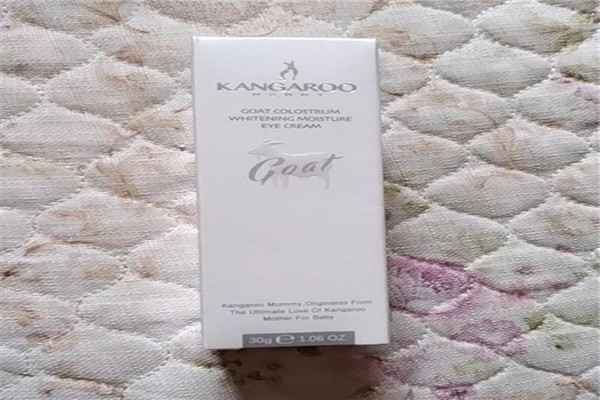 KANGAROO
MOMMY
GOAT COLOSTRUM
WHITENING MOISTURE
EYE CREAM
Goat
Kangaroo Mommy,Originates From
The Ultimate Love Of Kangaroo
Mother For Baby
30g ℮ 1.06 OZ